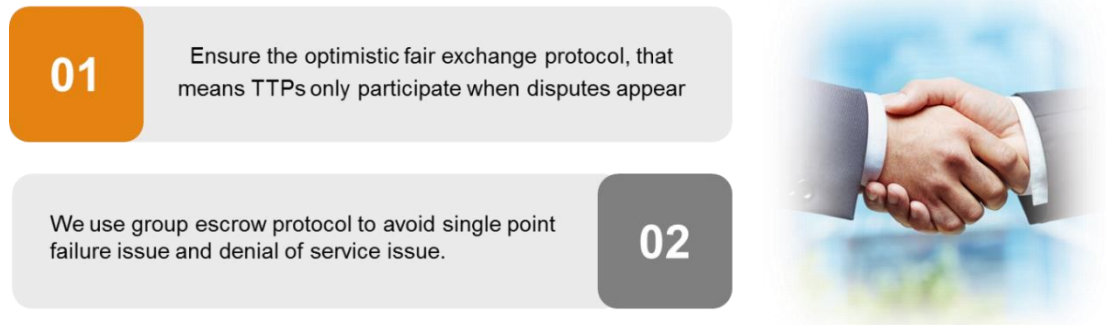 01
Ensure the optimistic fair exchange protocol, that
means TTPs only participate when disputes appear
We use group escrow protocol to avoid single point
failure issue and denial of service issue.
02